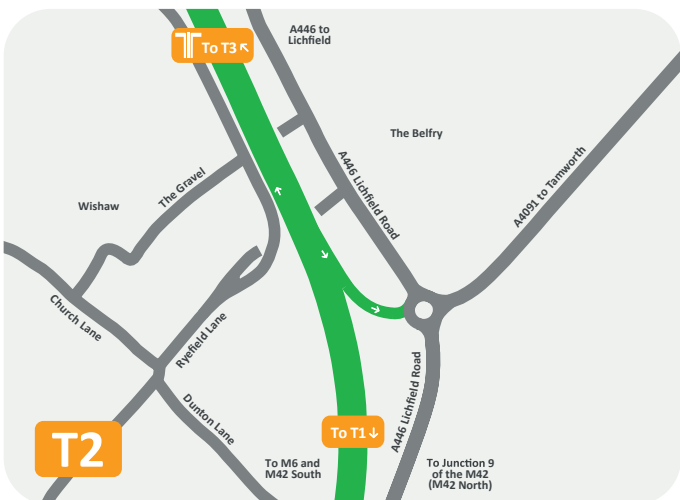 A446 to
Lichfield
To T3 ↖
The Belfry
A446 Lichfield Road
A4091 to Tamworth
The Gravel
Wishaw
Church Lane
Ryefield Lane
Dunton Lane
A446 Lichfield Road
To T1 ↓
T2
To M6 and
M42 South
To Junction 9
of the M42
(M42 North)